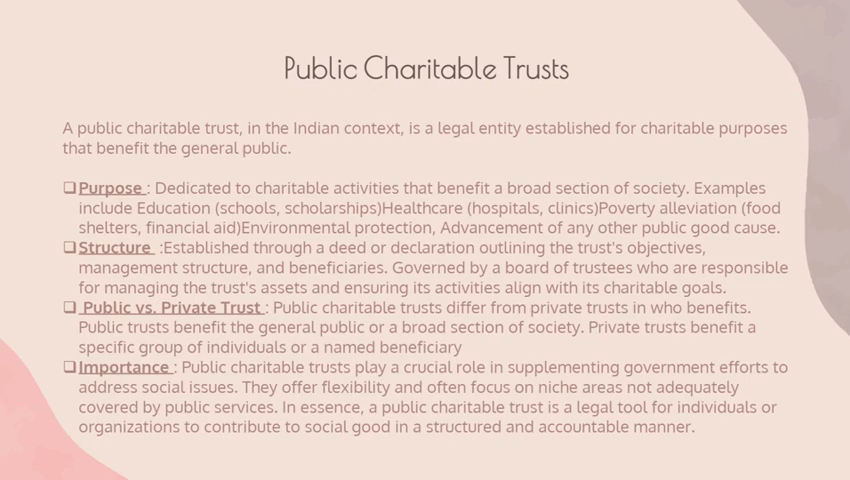 Public Charitable Trusts
A public charitable trust, in the Indian context, is a legal entity established for charitable purposes
that benefit the general public.
❑Purpose : Dedicated to charitable activities that benefit a broad section of society. Examples
include Education (schools, scholarships)Healthcare (hospitals, clinics)Poverty alleviation (food
shelters, financial aid)Environmental protection, Advancement of any other public good cause.
❑Structure  :Established through a deed or declaration outlining the trust's objectives,
management structure, and beneficiaries. Governed by a board of trustees who are responsible
for managing the trust's assets and ensuring its activities align with its charitable goals.
❑ Public vs. Private Trust : Public charitable trusts differ from private trusts in who benefits.
Public trusts benefit the general public or a broad section of society. Private trusts benefit a
specific group of individuals or a named beneficiary
❑Importance : Public charitable trusts play a crucial role in supplementing government efforts to
address social issues. They offer flexibility and often focus on niche areas not adequately
covered by public services. In essence, a public charitable trust is a legal tool for individuals or
organizations to contribute to social good in a structured and accountable manner.